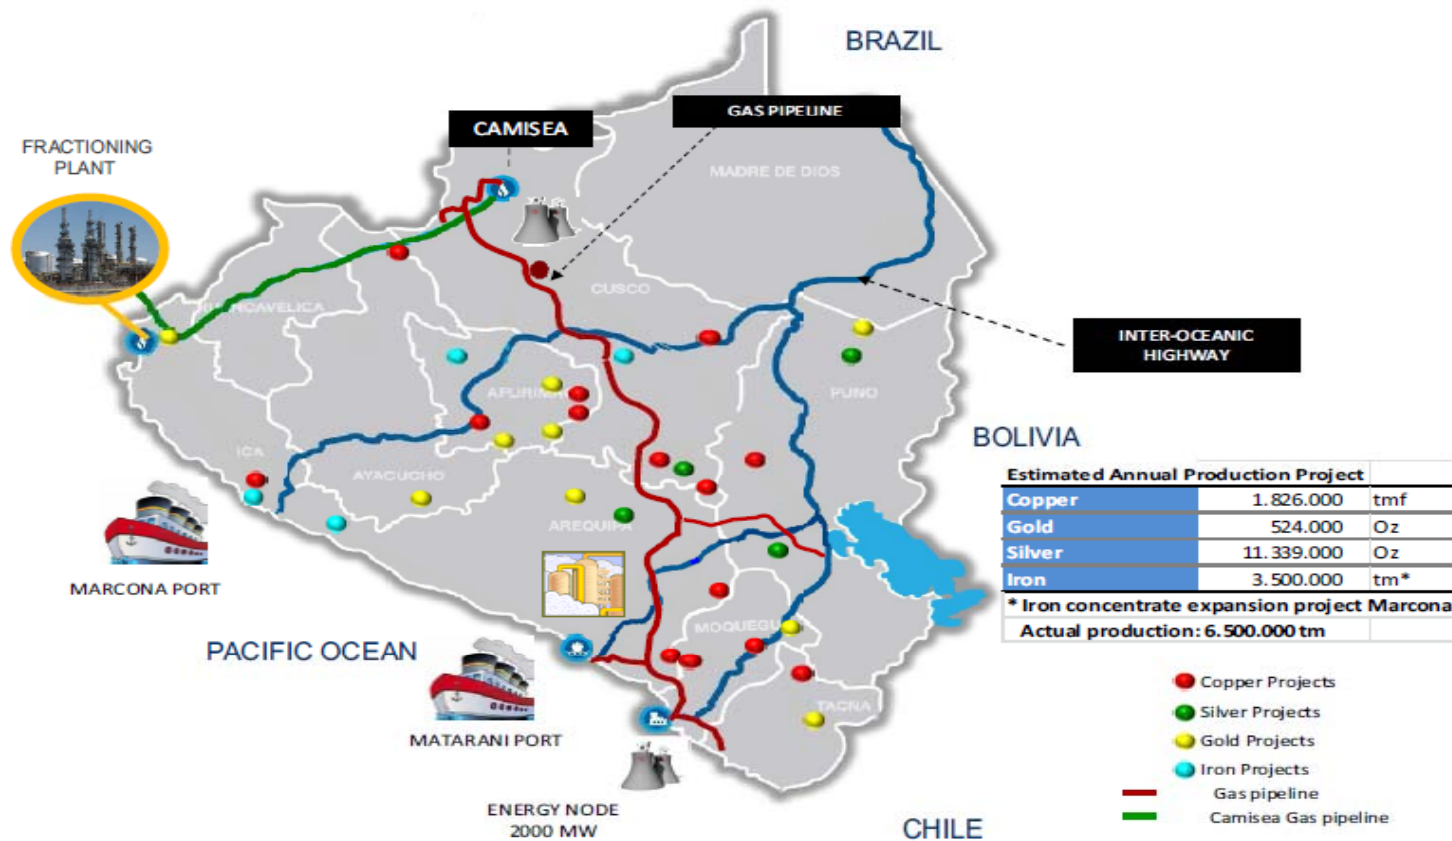 BRAZIL
GAS PIPELINE
CAMISEA
FRACTIONING
PLANT
MADRE DE DIOS
CUSCO
INTER-OCEANIC
HIGHWAY
PUNO
BOLIVIA
ICA
AYACUCHO
AREQUIPA
MARCONA PORT
MOQUEGU
PACIFIC OCEAN
TACNA
MATARANI PORT
ENERGY NODE
2000 MW
CHILE
Estimated Annual Production Project
Copper 1.826.000 tmf
Gold 524.000 Oz
Silver 11.339.000 Oz
Iron 3.500.000 tm*
* Iron concentrate expansion project Marcona
Actual production: 6.500.000 tm
Copper Projects
Silver Projects
Gold Projects
Iron Projects
Gas pipeline
Camisea Gas pipeline